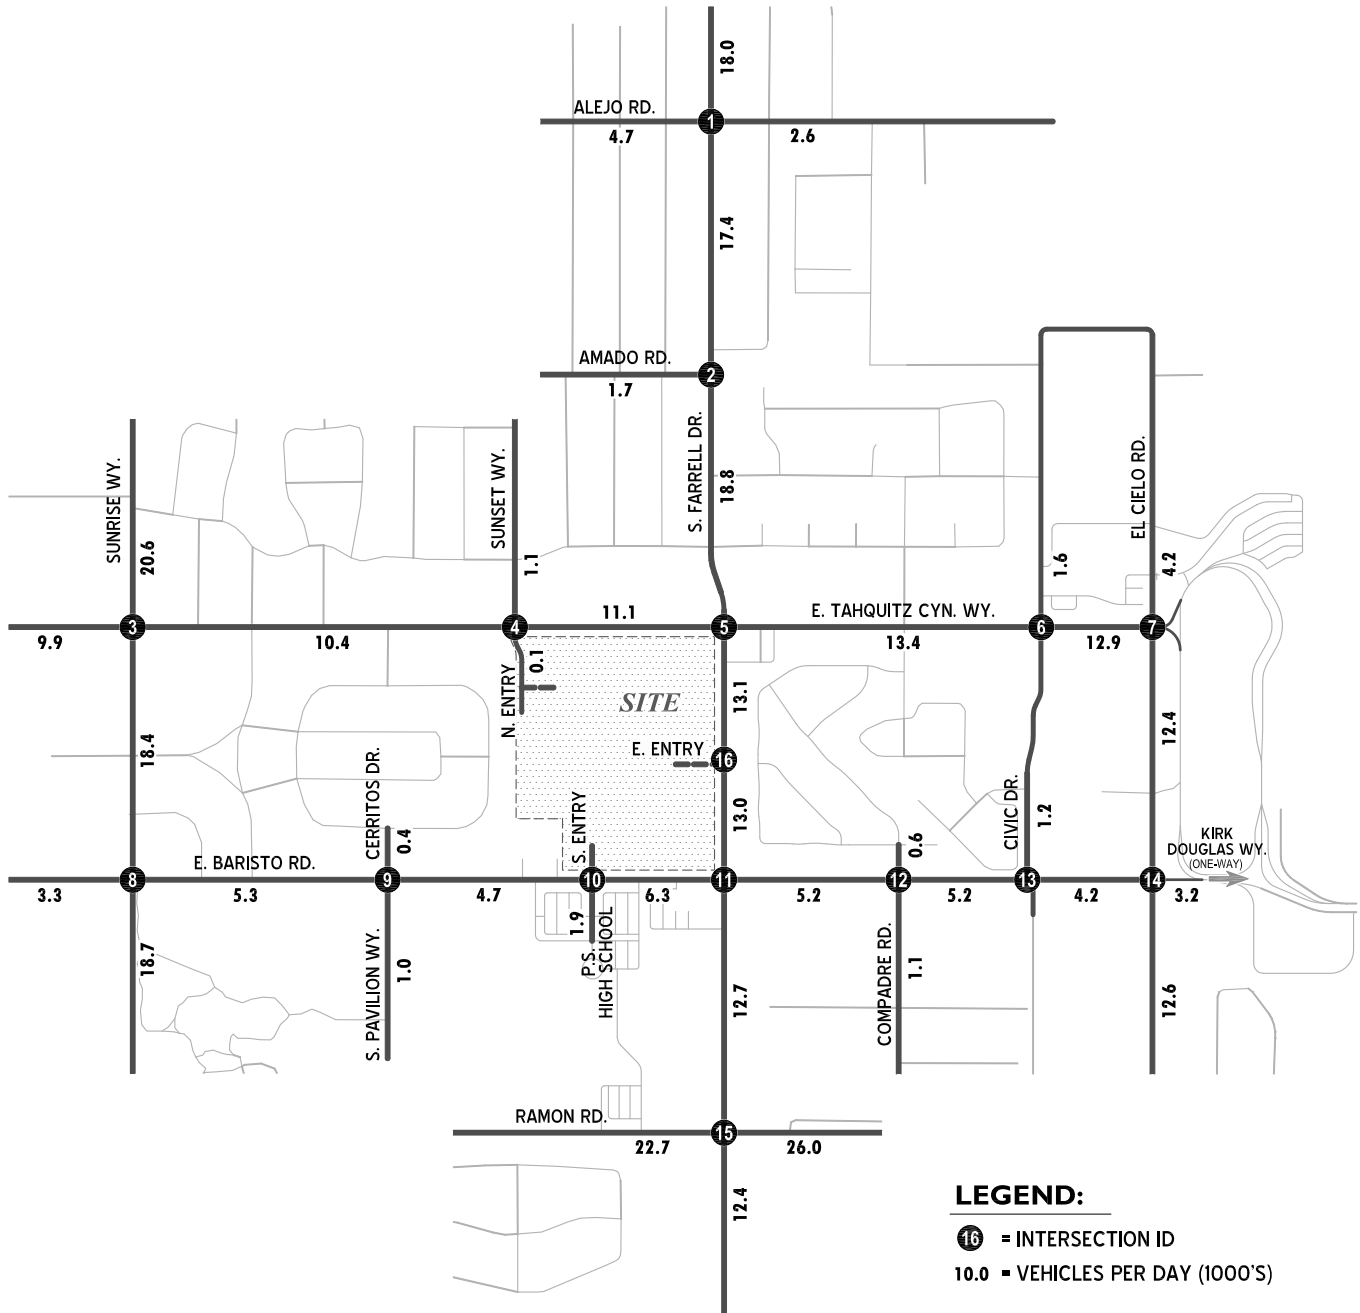 18.0
ALEJO RD.
1
4.7
2.6
17.4
AMADO RD.
2
1.7
S. FARRELL DR.
18.8
SUNRISE WY.
20.6
SUNSET WY.
1.1
EL CIELO RD.
1.6
4.2
11.1
E. TAHQUITZ CYN. WY.
3
4
5
6
7
9.9
10.4
13.4
12.9
0.1
N. ENTRY
SITE
13.1
12.4
18.4
E. ENTRY
16
CERRITOS DR.
0.4
S. ENTRY
13.0
0.6
CIVIC DR.
1.2
KIRK
DOUGLAS WY.
(ONE-WAY)
E. BARISTO RD.
8
9
10
11
12
13
14
3.3
5.3
4.7
6.3
5.2
5.2
4.2
3.2
18.7
S. PAVILION WY.
1.0
1.9
P.S.
HIGH SCHOOL
12.7
COMPADRE RD.
1.1
12.6
RAMON RD.
15
22.7
26.0
12.4
LEGEND:
16 = INTERSECTION ID
10.0 = VEHICLES PER DAY (1000'S)